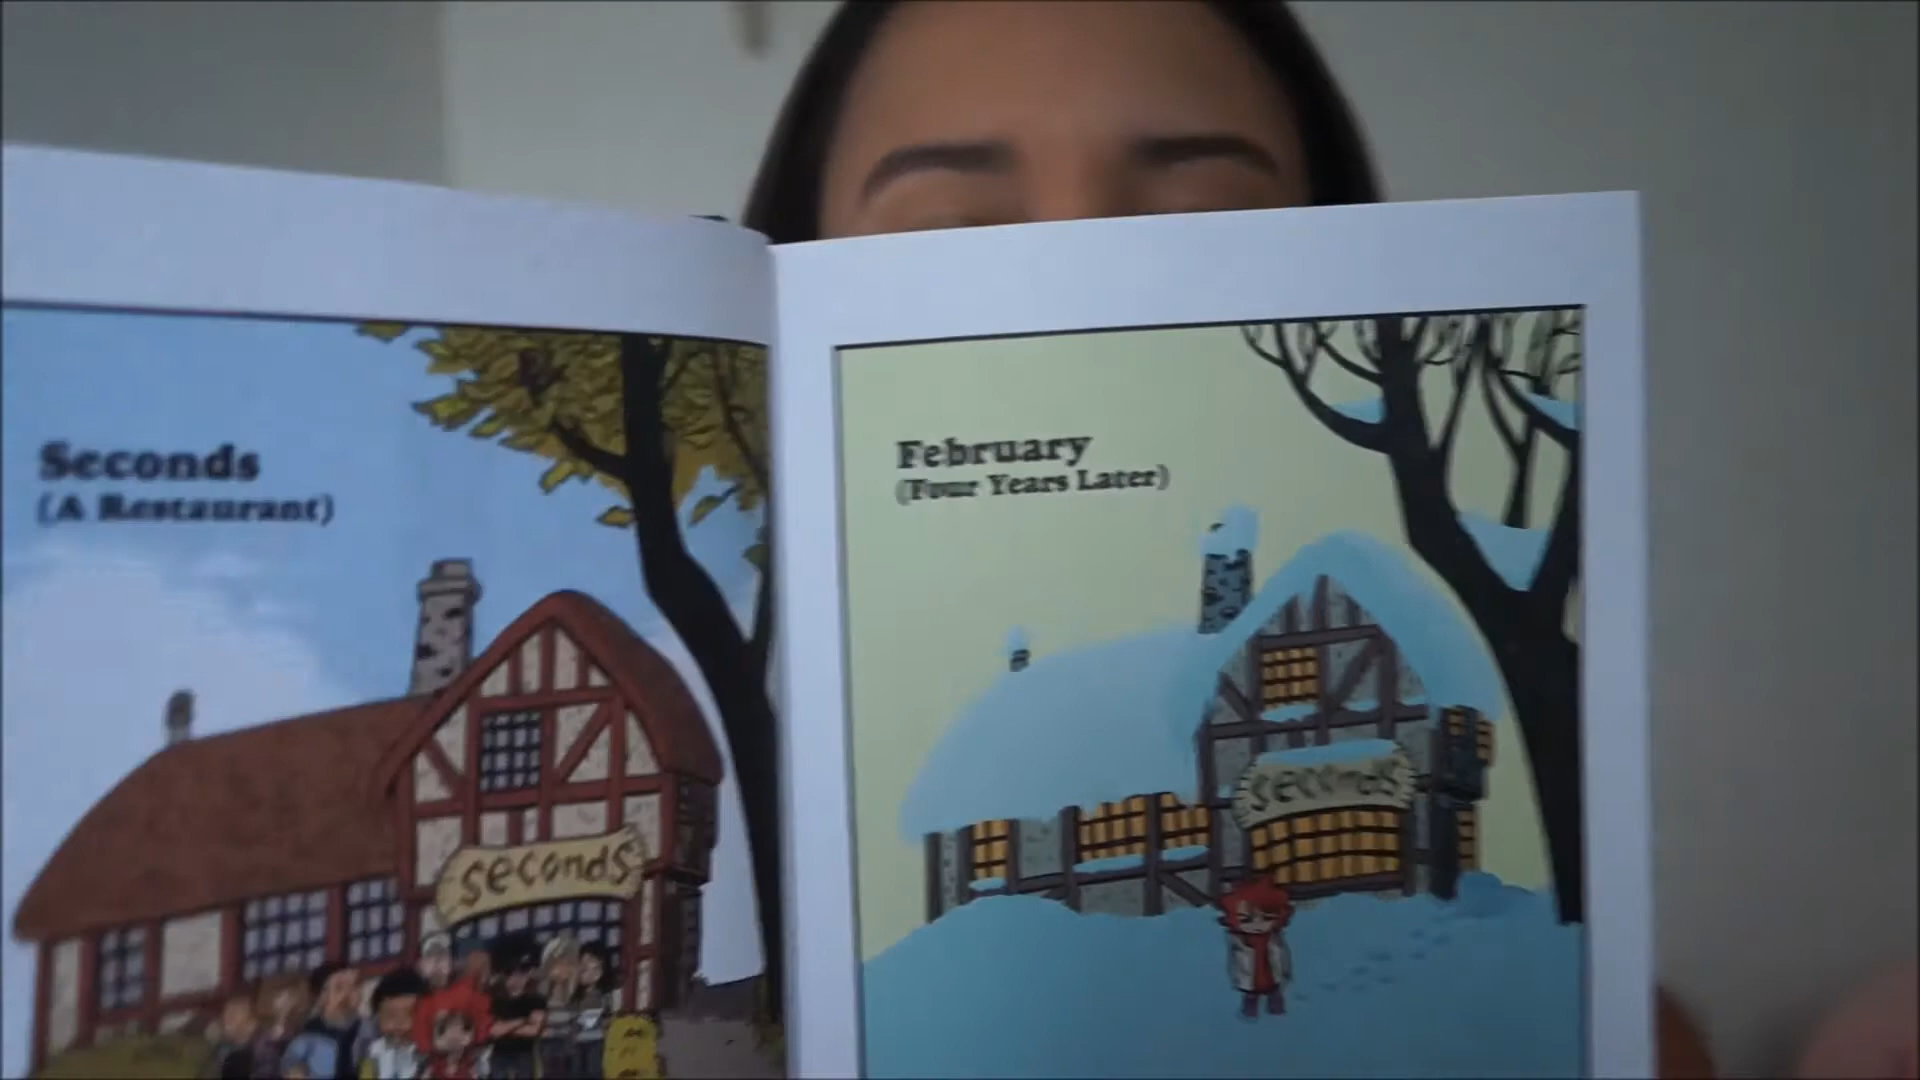 Seconds
(A Restaurant)
seconds
February
(Four Years Later)
seconds